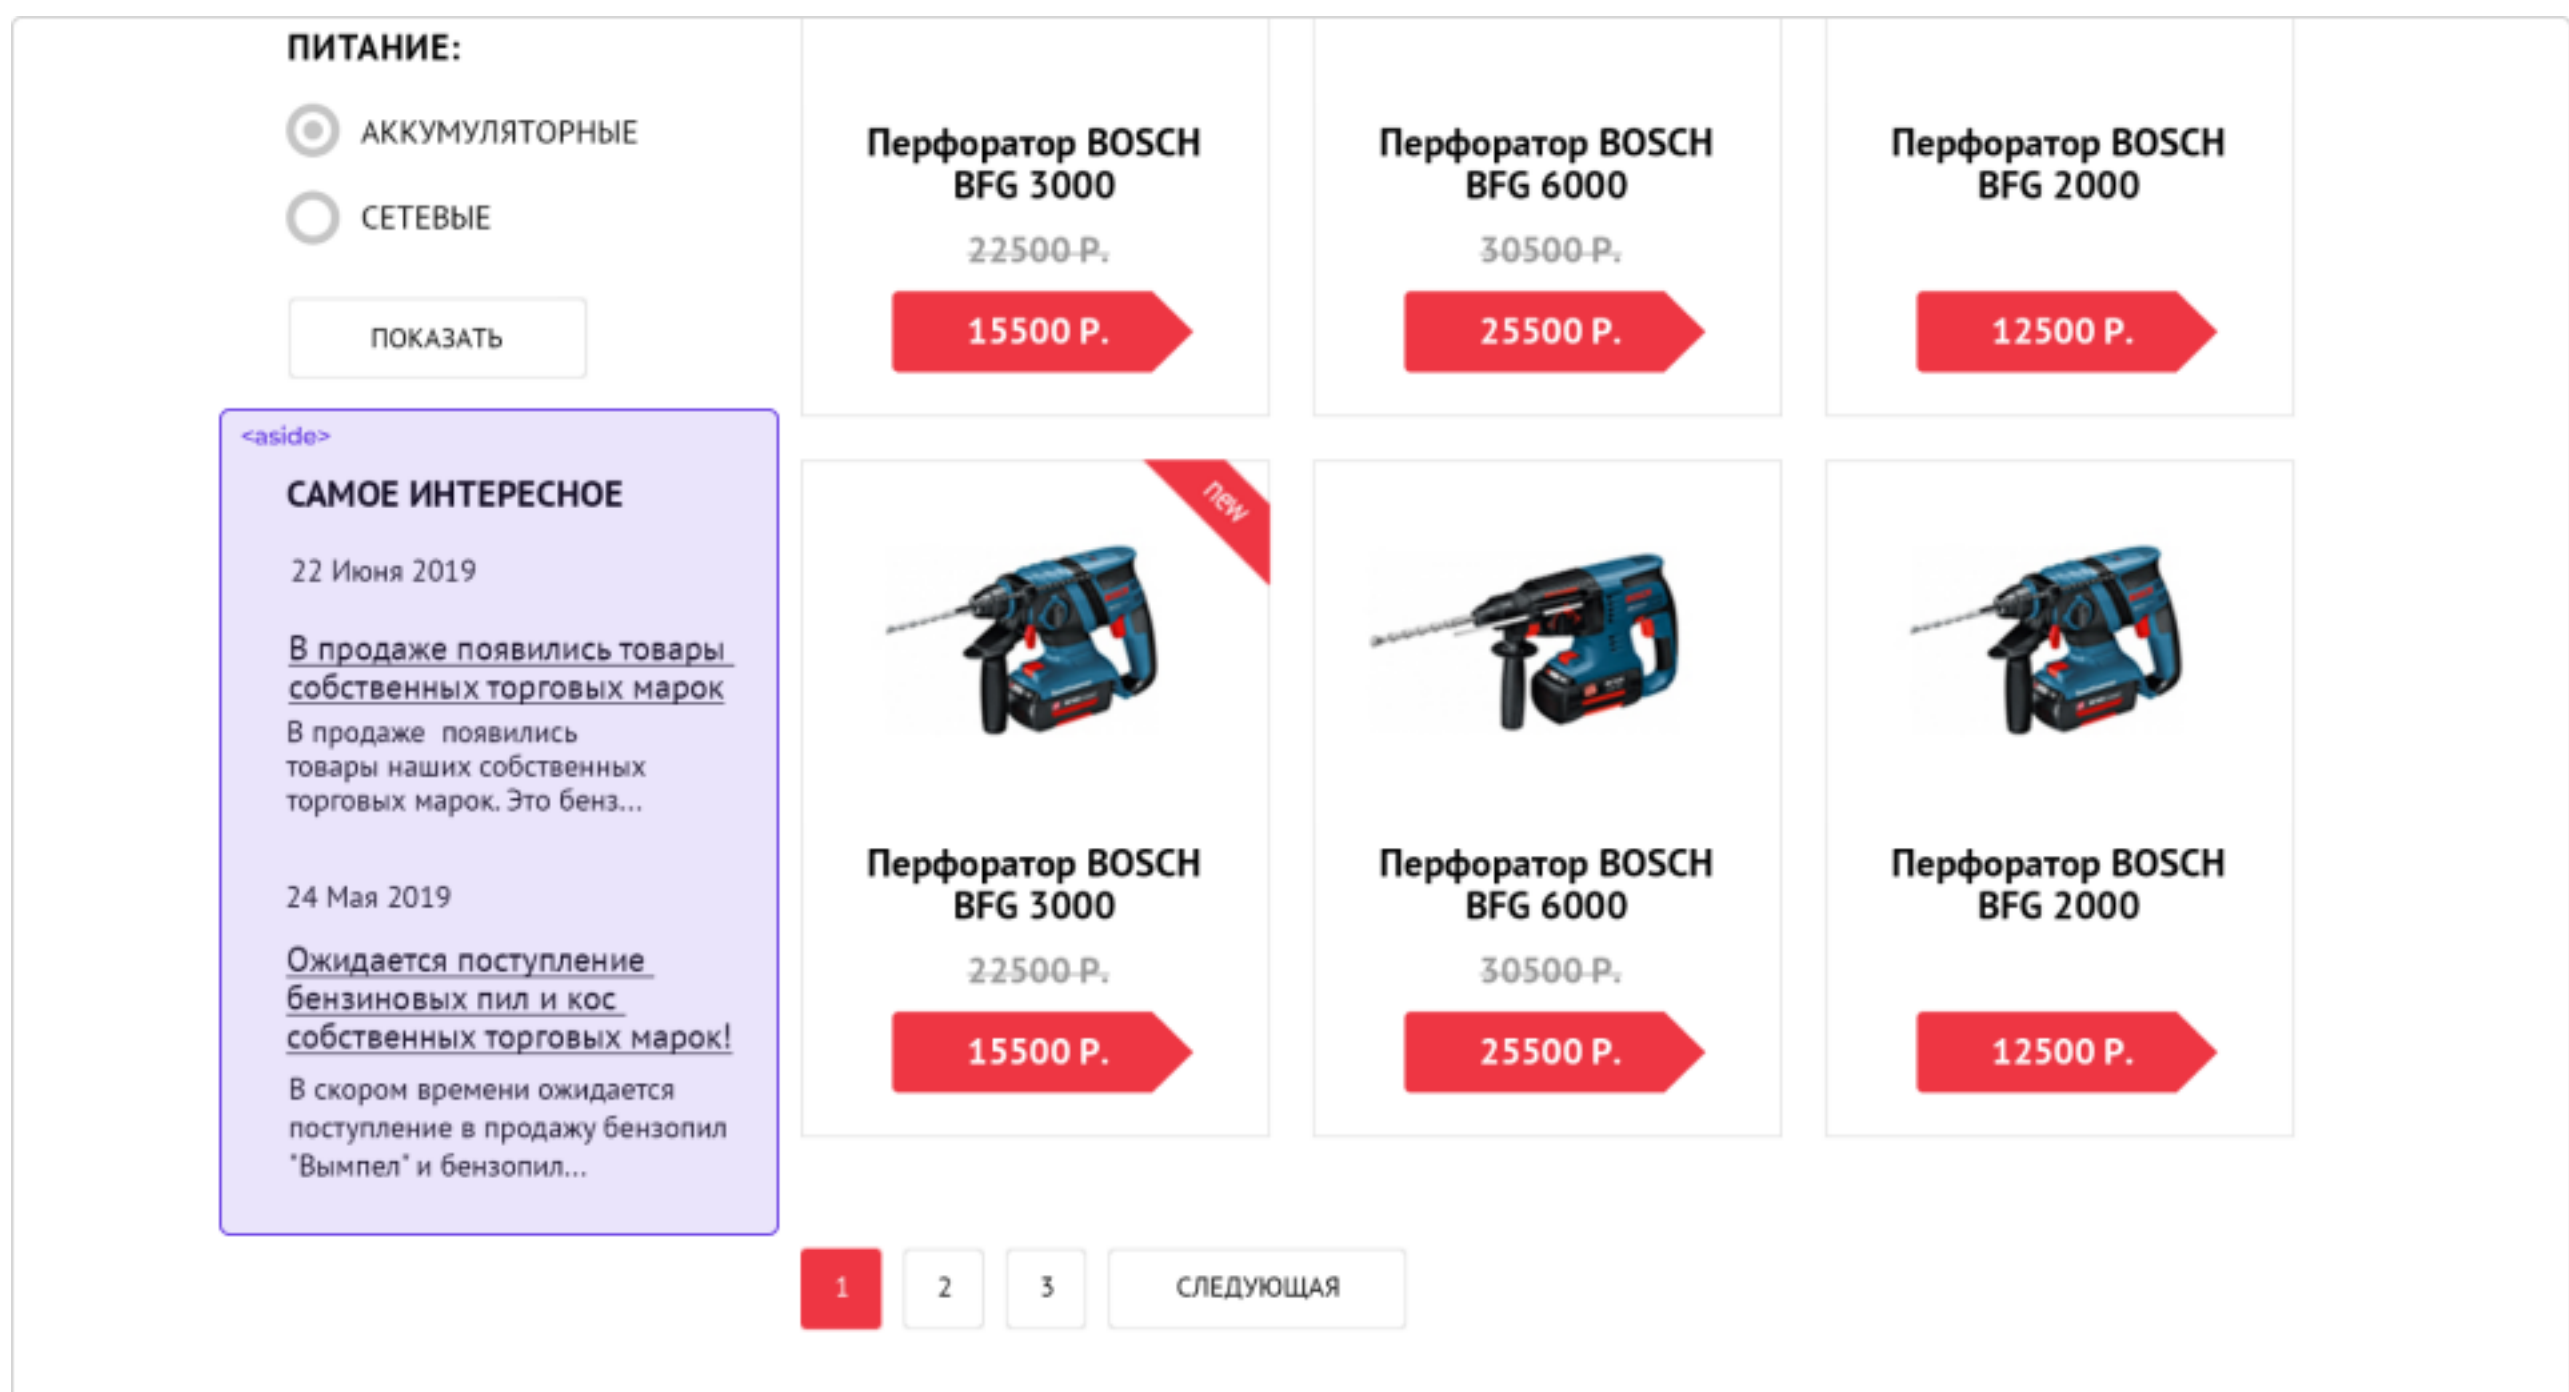 ПИТАНИЕ:
АККУМУЛЯТОРНЫЕ
СЕТЕВЫЕ
ПОКАЗАТЬ
<aside>
САМОЕ ИНТЕРЕСНОЕ
22 Июня 2019
В продаже появились товары
собственных торговых марок
В продаже появились
товары наших собственных
торговых марок. Это бенз...
24 Мая 2019
Ожидается поступление
бензиновых пил и кос
собственных торговых марок!
В скором времени ожидается
поступление в продажу бензопил
"Вымпел" и бензопил...
Перфоратор BOSCH
BFG 3000
22500 Р.
15500 Р.
Перфоратор BOSCH
BFG 6000
30500 Р.
25500 Р.
Перфоратор BOSCH
BFG 2000
12500 Р.
new
Перфоратор BOSCH
BFG 3000
22500 Р.
15500 Р.
Перфоратор BOSCH
BFG 6000
30500 Р.
25500 Р.
Перфоратор BOSCH
BFG 2000
12500 Р.
1
2
3
СЛЕДУЮЩАЯ